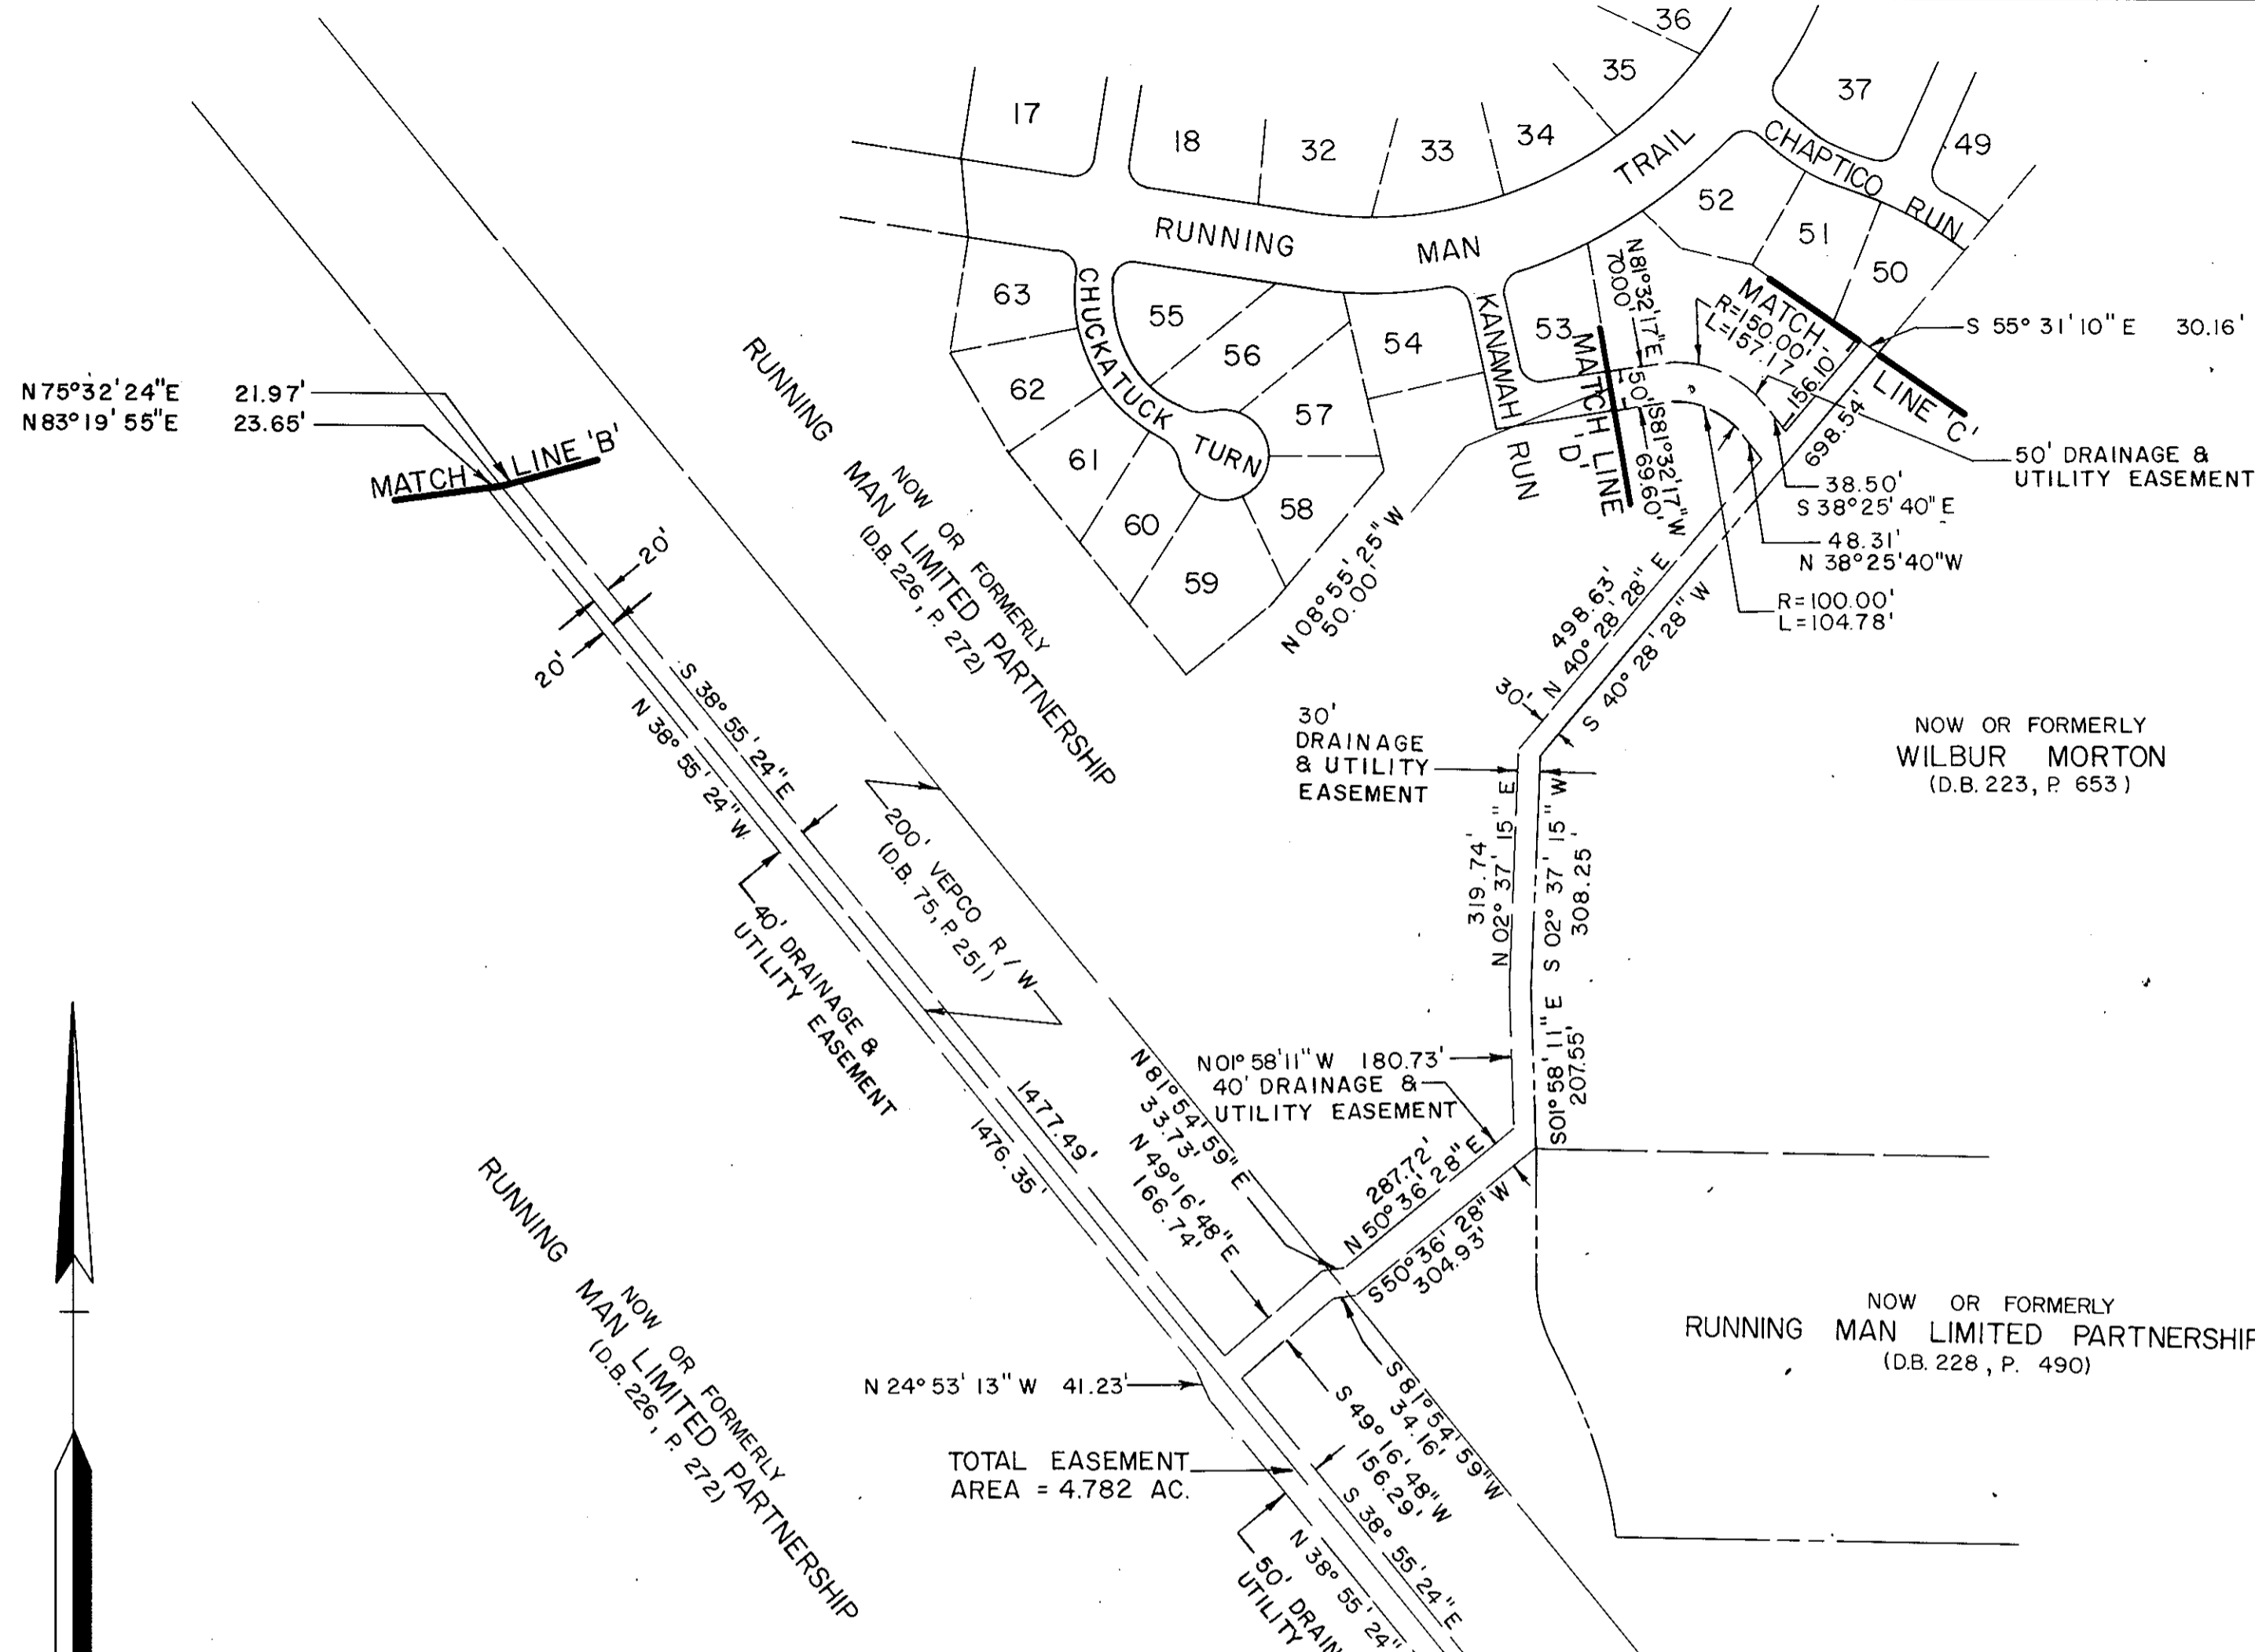 36
35
37
17
18
32
33
34
49
TRAIL
CHAPTICO
RUN
52
51
50
RUNNING
MAN
63
CHUCKATUCK
TURN
55
56
54
KANAWAH
RUN
53
N81°32'17"E
70.00'
MATCH
LINE 'C'
R=150.00'
L=157.17'
S 55°31'10"E 30.16'
156.10'
698.54'
50'
MATCH LINE
'D'
S81°32'17"W
69.60'
62
57
61
60
58
59
50' DRAINAGE &
UTILITY EASEMENT
38.50'
S 38°25'40"E
48.31'
N 38°25'40"W
R=100.00'
L=104.78'
N75°32'24"E 21.97'
N83°19'55"E 23.65'
MATCH LINE 'B'
NOW OR FORMERLY
RUNNING MAN LIMITED PARTNERSHIP
(D.B. 226, P. 272)
N 08°55'25" W
50.00'
498.63'
N 40°28'28" E
S 40°28'28" W
30'
30'
DRAINAGE
& UTILITY
EASEMENT
NOW OR FORMERLY
WILBUR MORTON
(D.B. 223, P. 653)
20'
20'
S 38°55'24"E
N 38°55'24"W
200' VEPCO R/W
(D.B. 75, P. 251)
40' DRAINAGE &
UTILITY EASEMENT
319.74'
N 02°37'15" E
S 02°37'15" W
308.25'
N01°58'11"W 180.73'
S01°58'11"E
207.55'
40' DRAINAGE &
UTILITY EASEMENT
1477.49'
1476.35'
N81°54'59"E
33.73'
N49°16'48"E
166.74'
287.72'
N 50°36'28"E
S50°36'28"W
304.93'
NOW OR FORMERLY
RUNNING MAN LIMITED PARTNERSHIP
(D.B. 228, P. 490)
NOW OR FORMERLY
RUNNING MAN LIMITED PARTNERSHIP
(D.B. 226, P. 272)
N 24°53'13"W 41.23'
S 81°54'59"W
34.16'
S 49°16'48"W
156.29'
TOTAL EASEMENT
AREA = 4.782 AC.
S 38°55'24"E
N 38°55'24"
50' DRAIN
UTILITY